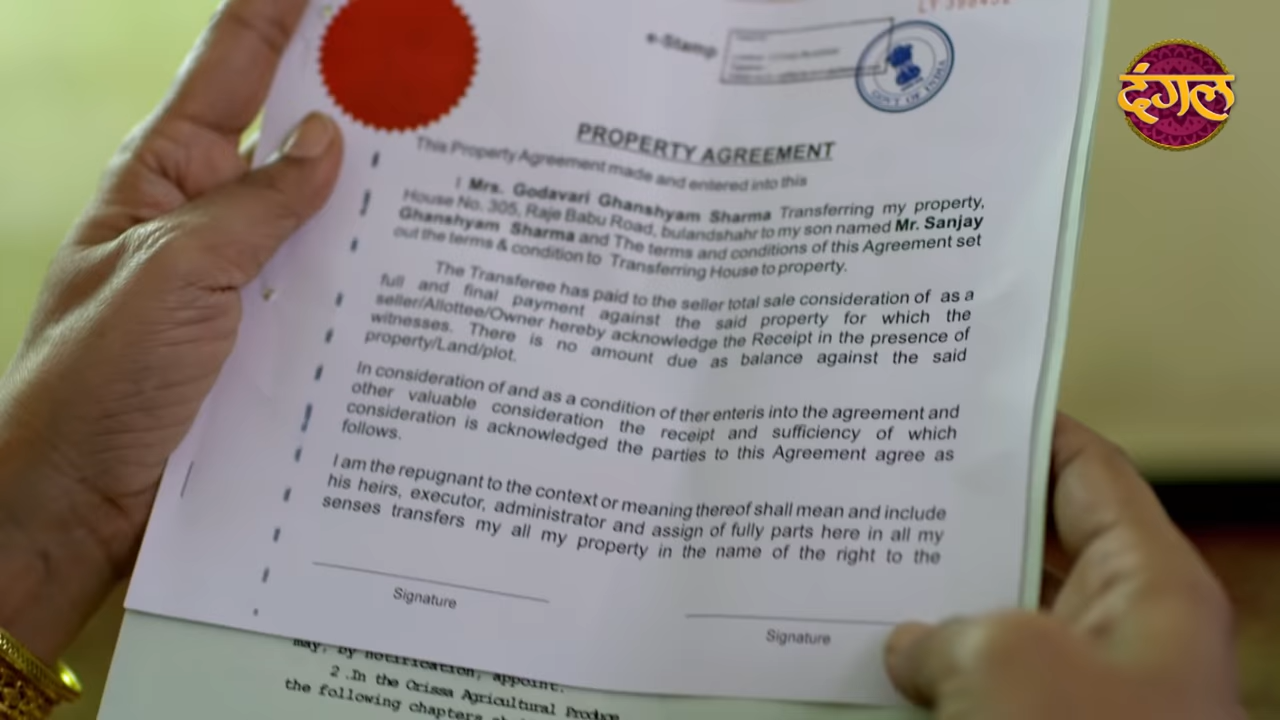 e-Stamp
GOVT OF INDIA
दंगल
PROPERTY AGREEMENT
This Property Agreement made and entered into this
I Mrs. Godavari Ghanshyam Sharma Transferring my property,
House No. 305, Raje Babu Road, bulandshahr to my son named Mr. Sanjay
Ghanshyam Sharma and The terms and conditions of this Agreement set
out the terms & condition to Transferring House to property.
The Transferee has paid to the seller total sale consideration of as a
full and final payment against the said property for which the
seller/Allottee/Owner hereby acknowledge the Receipt in the presence of
witnesses. There is no amount due as balance against the said
property/Land/plot.
In consideration of and as a condition of ther enteris into the agreement and
other valuable consideration the receipt and sufficiency of which
consideration is acknowledged the parties to this Agreement agree as
follows.
I am the repugnant to the context or meaning thereof shall mean and include
his heirs, executor, administrator and assign of fully parts here in all my
senses transfers my all my property in the name of the right to the
Signature
Signature
may, by notification, appoint.
2 .In the Orissa Agricultural Produce
the following chapters